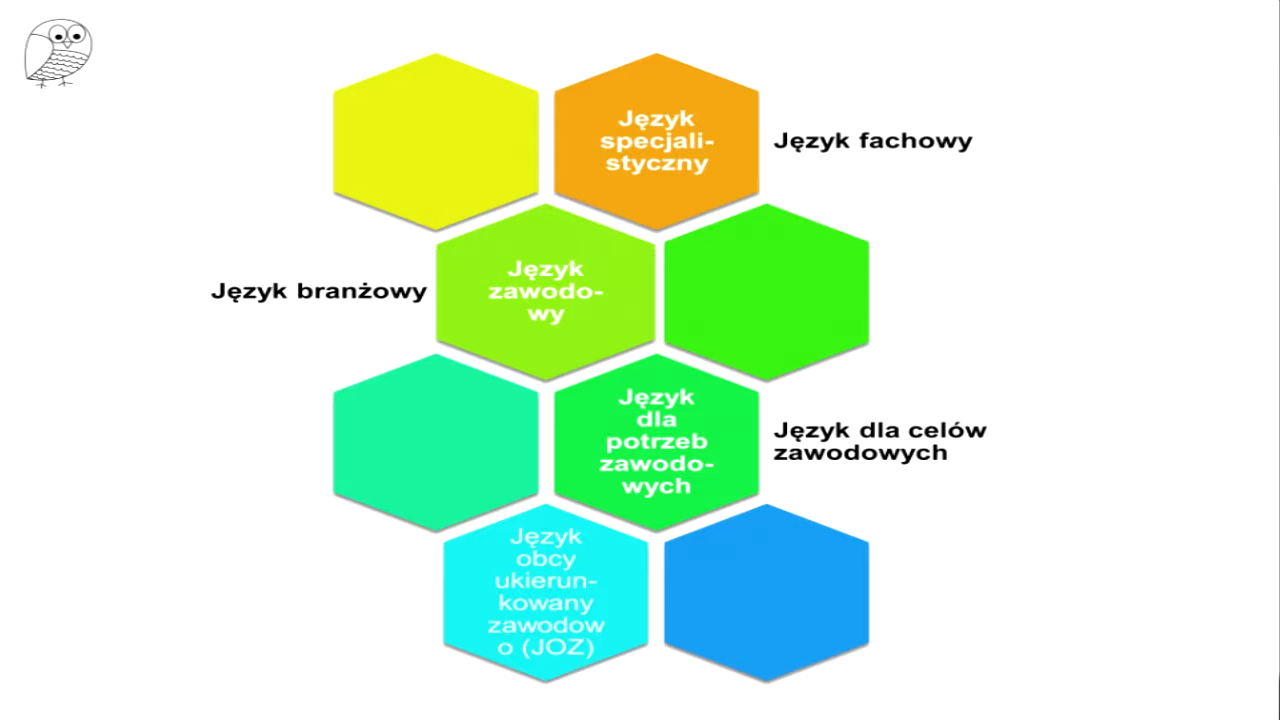 Język
specjali-
styczny
Język fachowy
Język branżowy
Język
zawodo-
wy
Język
dla
potrzeb
zawodo-
wych
Język dla celów
zawodowych
Język
obcy
ukierun-
kowany
zawodow
o (JOZ)